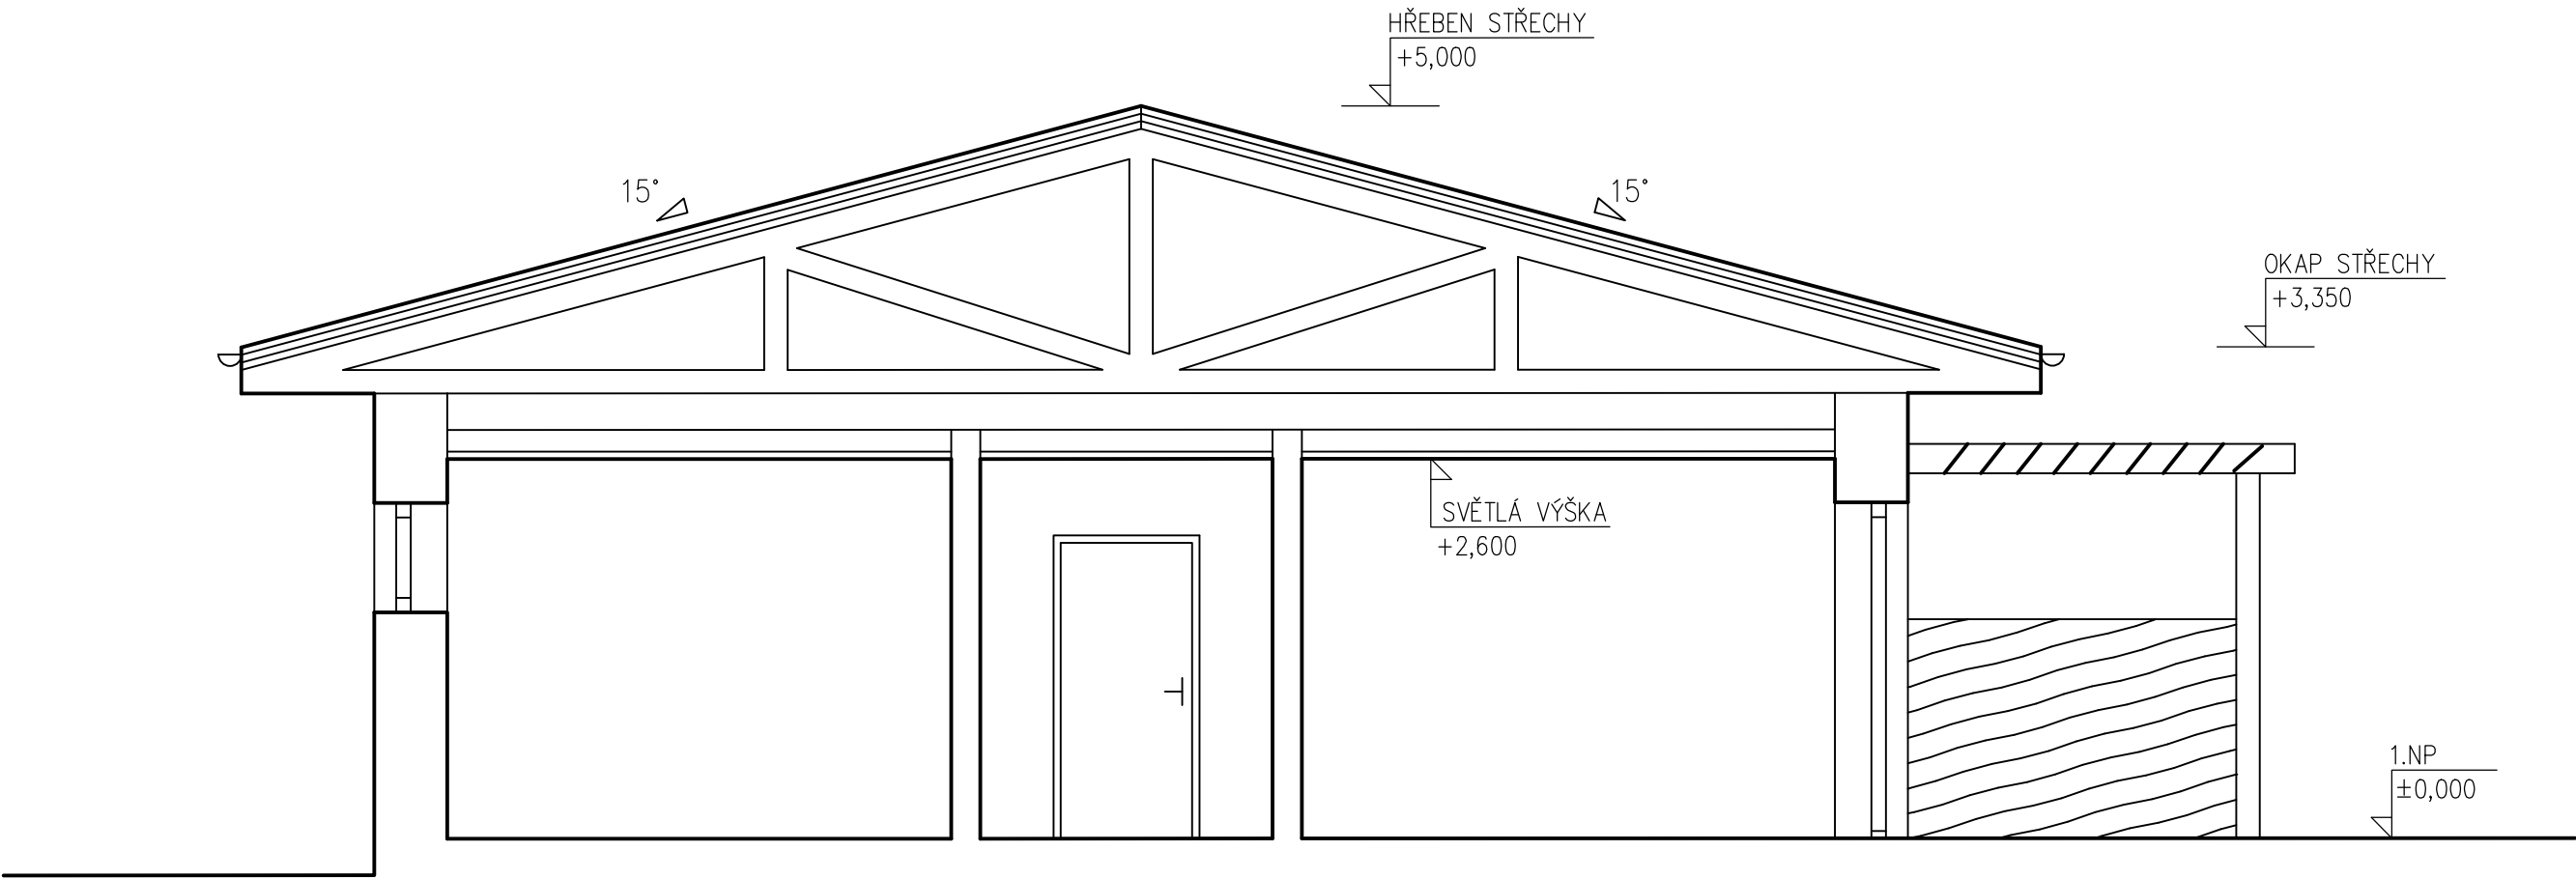 HŘEBEN STŘECHY
+5,000
15°
15°
OKAP STŘECHY
+3,350
SVĚTLÁ VÝŠKA
+2,600
1.NP
±0,000